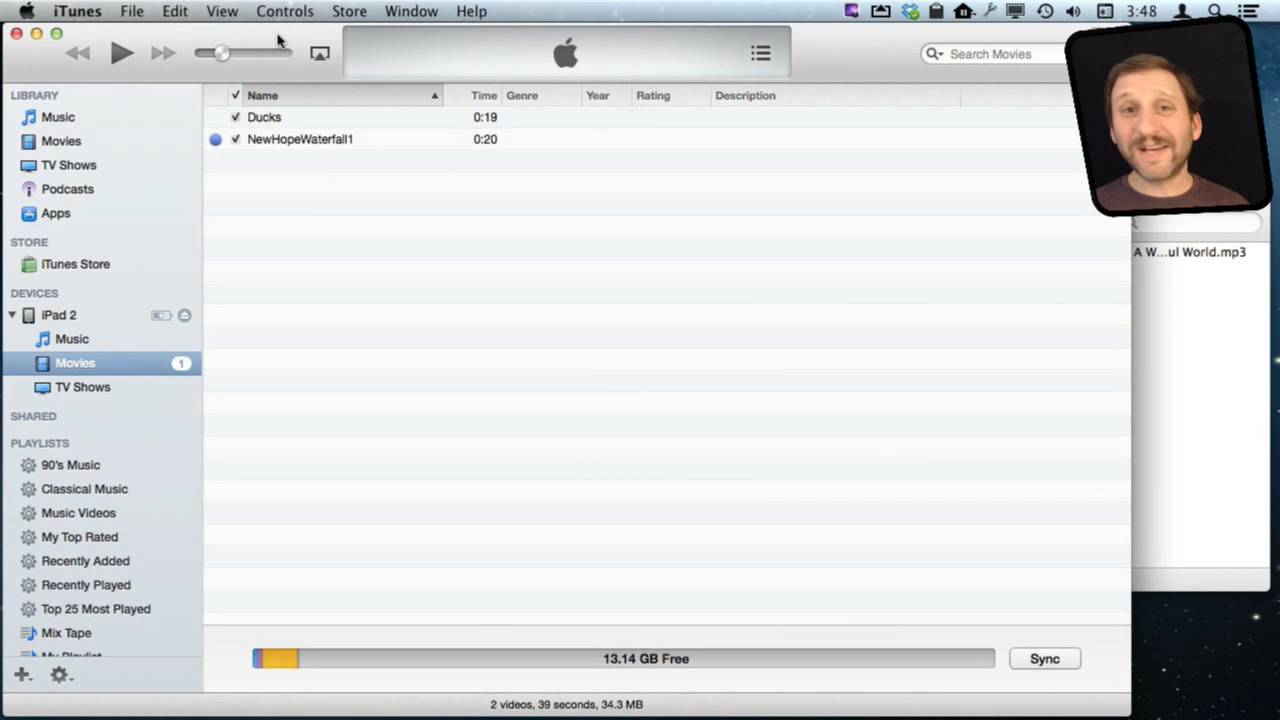 iTunes File Edit View Controls Store Window Help 3:48
Search Movies
LIBRARY
Music
Movies
TV Shows
Podcasts
Apps
STORE
iTunes Store
DEVICES
iPad 2
Music
Movies 1
TV Shows
SHARED
PLAYLISTS
90's Music
Classical Music
Music Videos
My Top Rated
Recently Added
Recently Played
Top 25 Most Played
Mix Tape
My Playlist
Name Time Genre Year Rating Description
Ducks 0:19
NewHopeWaterfall1 0:20
A W...ul World.mp3
13.14 GB Free Sync
2 videos, 39 seconds, 34.3 MB